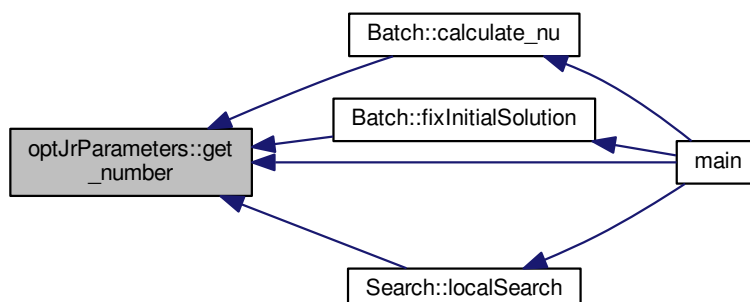 Batch::calculate_nu
Batch::fixInitialSolution
optJrParameters::get
_number
main
Search::localSearch